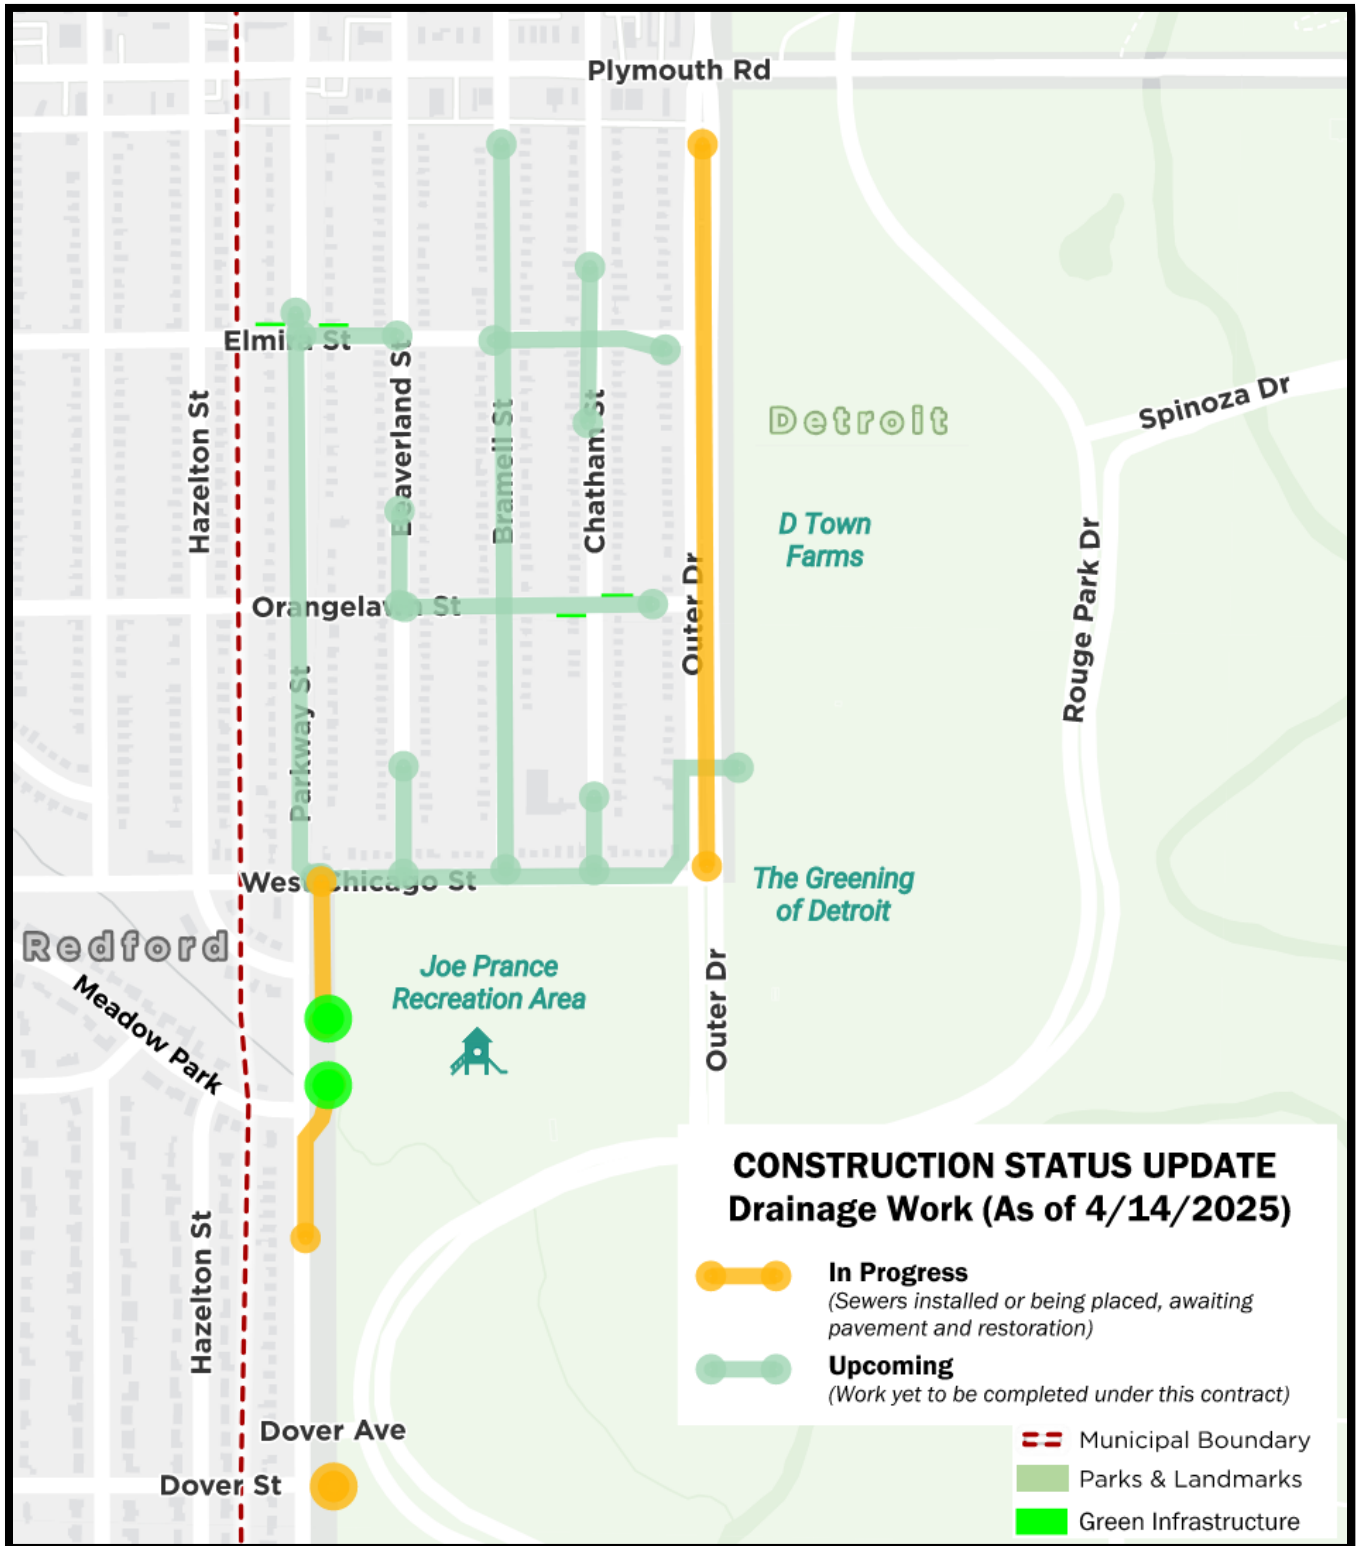 Plymouth Rd
Elmira St
Hazelton St
Beaverland St
Bramell St
Chatham St
Detroit
Spinoza Dr
D Town
Farms
Orangelawn St
Outer Dr
Rouge Park Dr
Parkway St
West Chicago St
The Greening
of Detroit
Redford
Joe Prance
Recreation Area
Meadow Park
Outer Dr
Hazelton St
CONSTRUCTION STATUS UPDATE
Drainage Work (As of 4/14/2025)
In Progress
(Sewers installed or being placed, awaiting
pavement and restoration)
Upcoming
(Work yet to be completed under this contract)
Dover Ave
Dover St
Municipal Boundary
Parks & Landmarks
Green Infrastructure